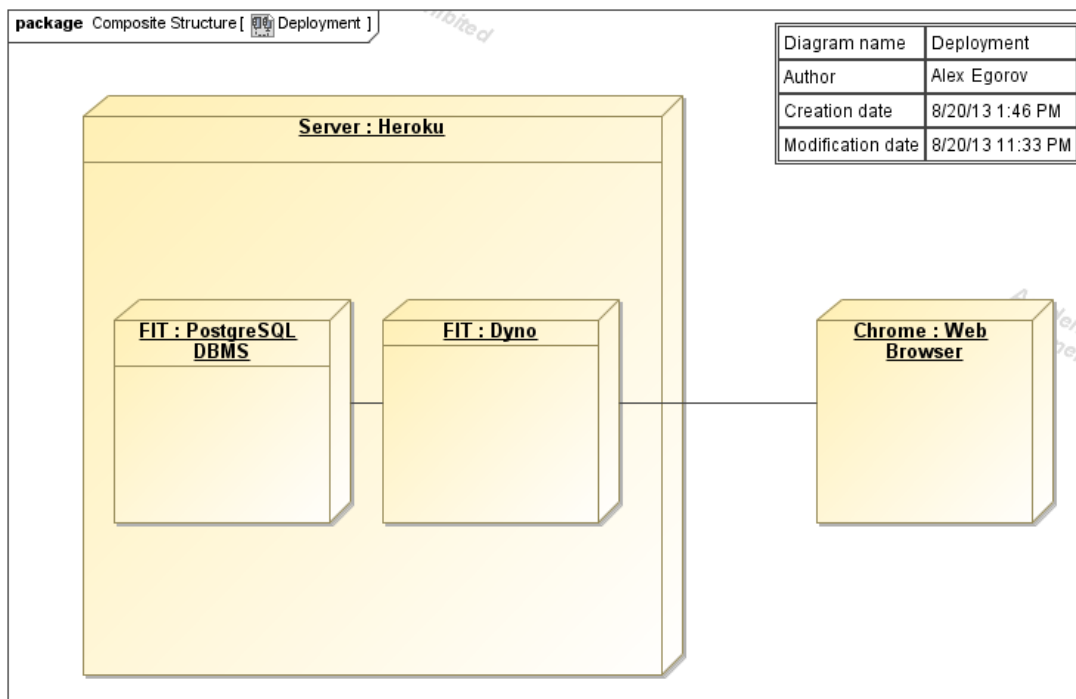 package Composite Structure [ Deployment ]
Diagram name Deployment
Author Alex Egorov
Creation date 8/20/13 1:46 PM
Modification date 8/20/13 11:33 PM
Server : Heroku
FIT : PostgreSQL
DBMS
FIT : Dyno
Chrome : Web
Browser